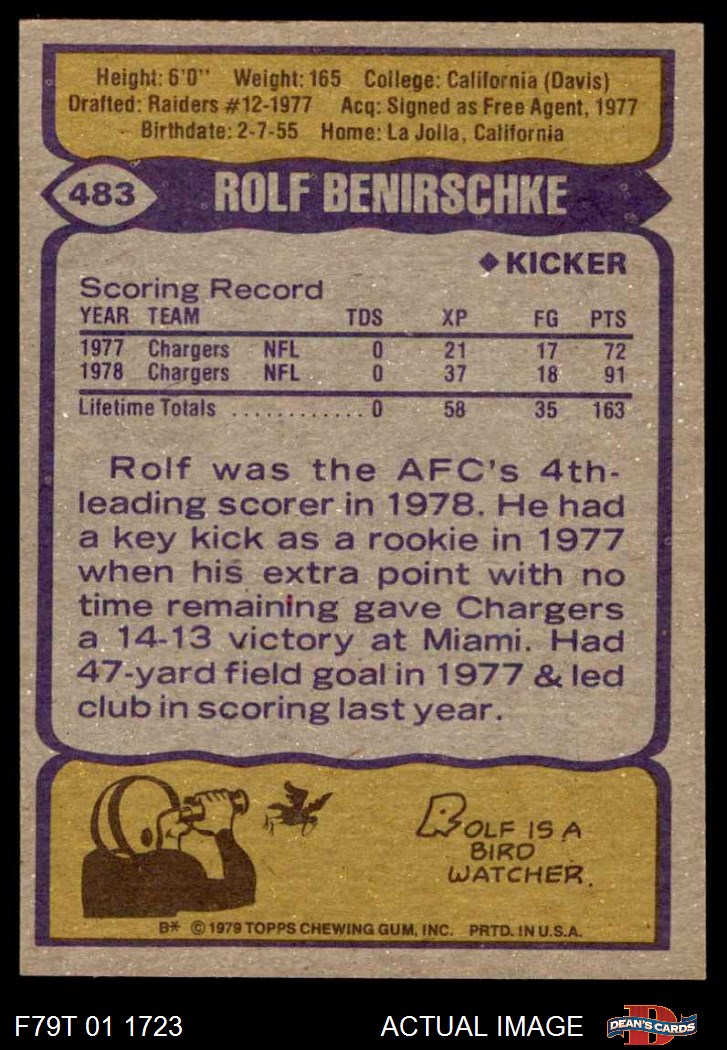 Height: 6'0" Weight: 165 College: California (Davis)
Drafted: Raiders #12-1977 Acq: Signed as Free Agent, 1977
Birthdate: 2-7-55 Home: La Jolla, California
483 ROLF BENIRSCHKE
◆ KICKER
Scoring Record
YEAR TEAM TDS XP FG PTS
1977 Chargers NFL 0 21 17 72
1978 Chargers NFL 0 37 18 91
Lifetime Totals ............. 0 58 35 163
Rolf was the AFC's 4th-
leading scorer in 1978. He had
a key kick as a rookie in 1977
when his extra point with no
time remaining gave Chargers
a 14-13 victory at Miami. Had
47-yard field goal in 1977 & led
club in scoring last year.
ROLF IS A
BIRD
WATCHER.
B* © 1979 TOPPS CHEWING GUM, INC. PRTD. IN U.S.A.
F79T 01 1723 ACTUAL IMAGE D DEAN'S CARDS